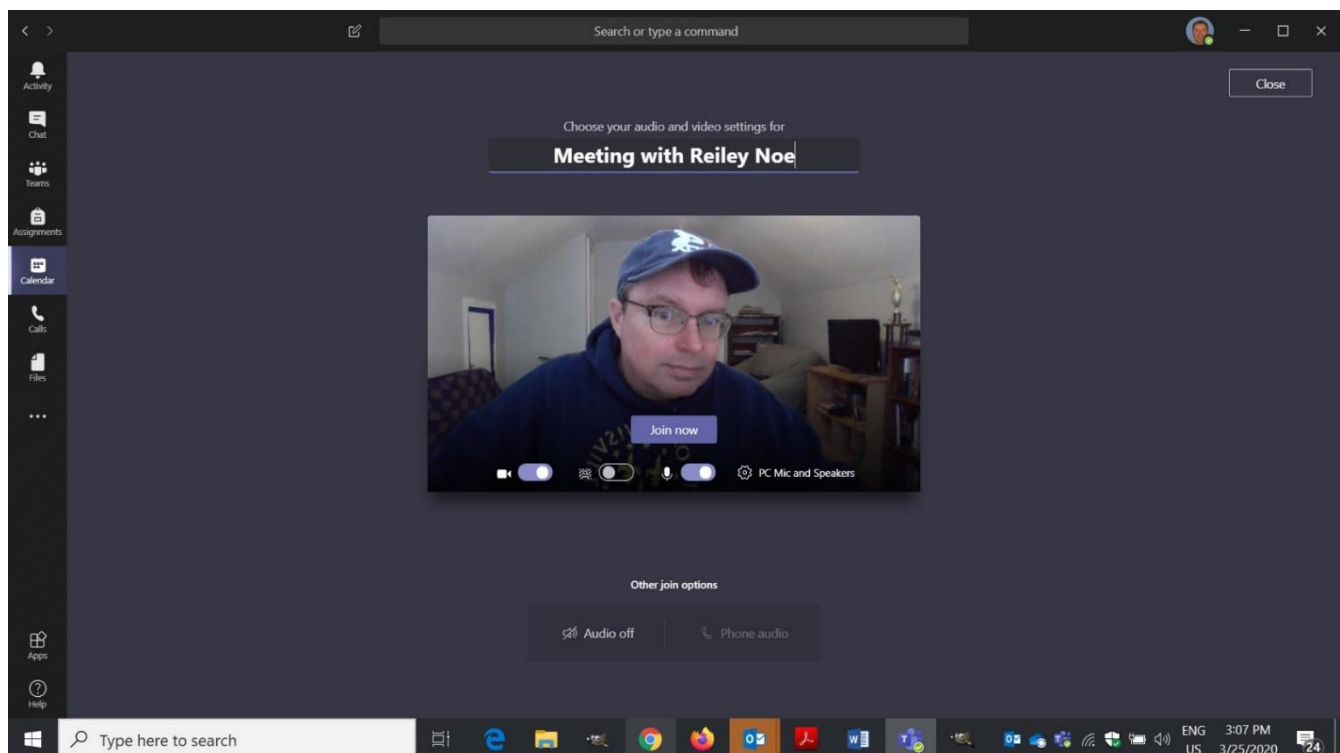 Search or type a command
Activity
Chat
Teams
Assignments
Calendar
Calls
Files
Apps
Help
Close
Choose your audio and video settings for
Meeting with Reiley Noe
Join now
PC Mic and Speakers
Other join options
Audio off
Phone audio
Type here to search
ENG
US
3:07 PM
3/25/2020
24